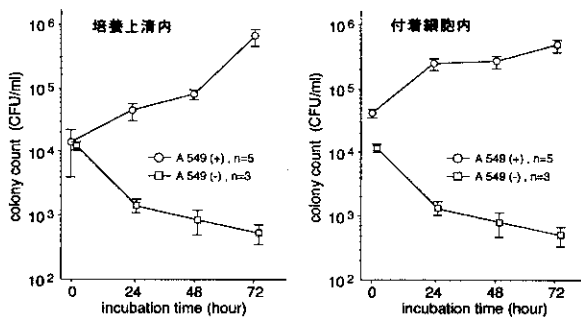 培養上清内
colony count (CFU/ml)
10⁶
10⁵
10⁴
10³
10²
A 549 (+) , n=5
A 549 (-) , n=3
0 24 48 72
incubation time (hour)
付着細胞内
colony count (CFU/ml)
10⁶
10⁵
10⁴
10³
10²
A 549 (+) , n=5
A 549 (-) , n=3
0 24 48 72
incubation time (hour)